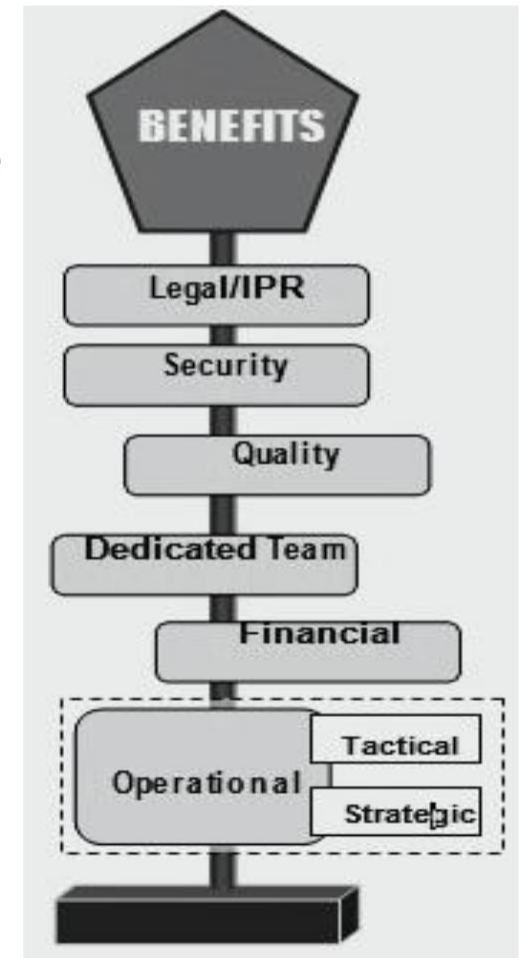 BENEFITS
Legal/IPR
Security
Quality
Dedicated Team
Financial
Operational
Tactical
Strategic